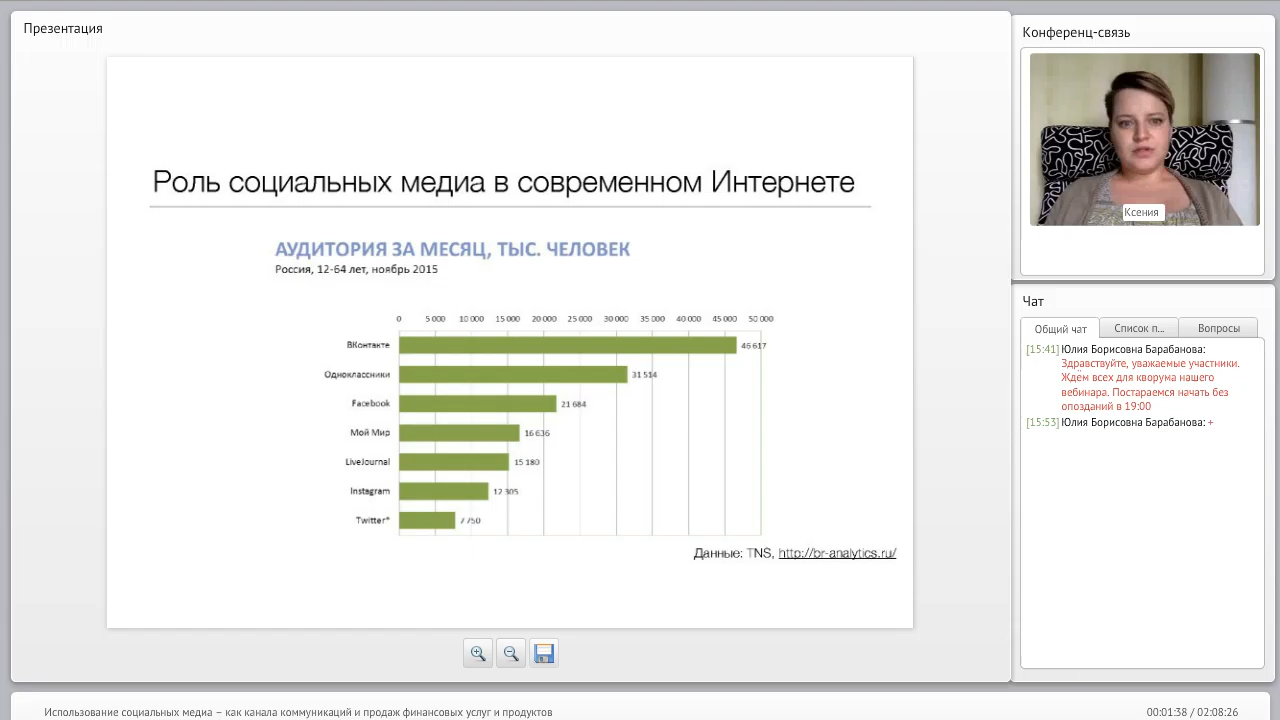 Презентация
Роль социальных медиа в современном Интернете
АУДИТОРИЯ ЗА МЕСЯЦ, ТЫС. ЧЕЛОВЕК
Россия, 12-64 лет, ноябрь 2015
0 5 000 10 000 15 000 20 000 25 000 30 000 35 000 40 000 45 000 50 000
ВКонтакте 46 617
Одноклассники 31 514
Facebook 21 684
Мой Мир 16 636
LiveJournal 15 180
Instagram 12 305
Twitter* 7 750
Данные: TNS, http://br-analytics.ru/
Конференц-связь
Ксения
Чат
Общий чат Список п... Вопросы
[15:41] Юлия Борисовна Барабанова:
Здравствуйте, уважаемые участники.
Ждём всех для кворума нашего
вебинара. Постараемся начать без
опозданий в 19:00
[15:53] Юлия Борисовна Барабанова: +
Использование социальных медиа – как канала коммуникаций и продаж финансовых услуг и продуктов
00:01:38 / 02:08:26